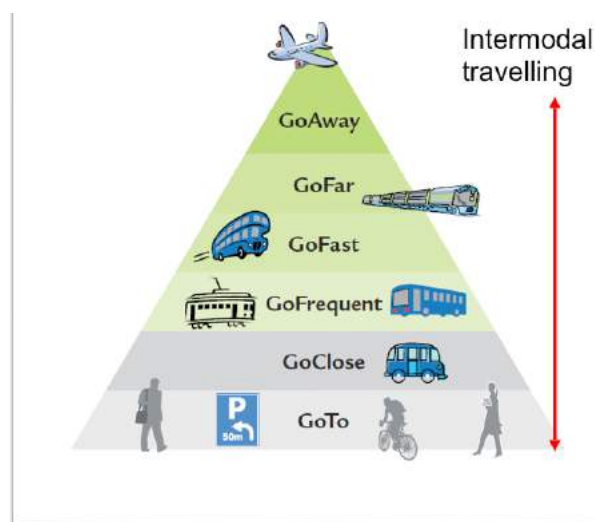 Intermodal
travelling
GoAway
GoFar
GoFast
GoFrequent
GoClose
P
50m
GoTo